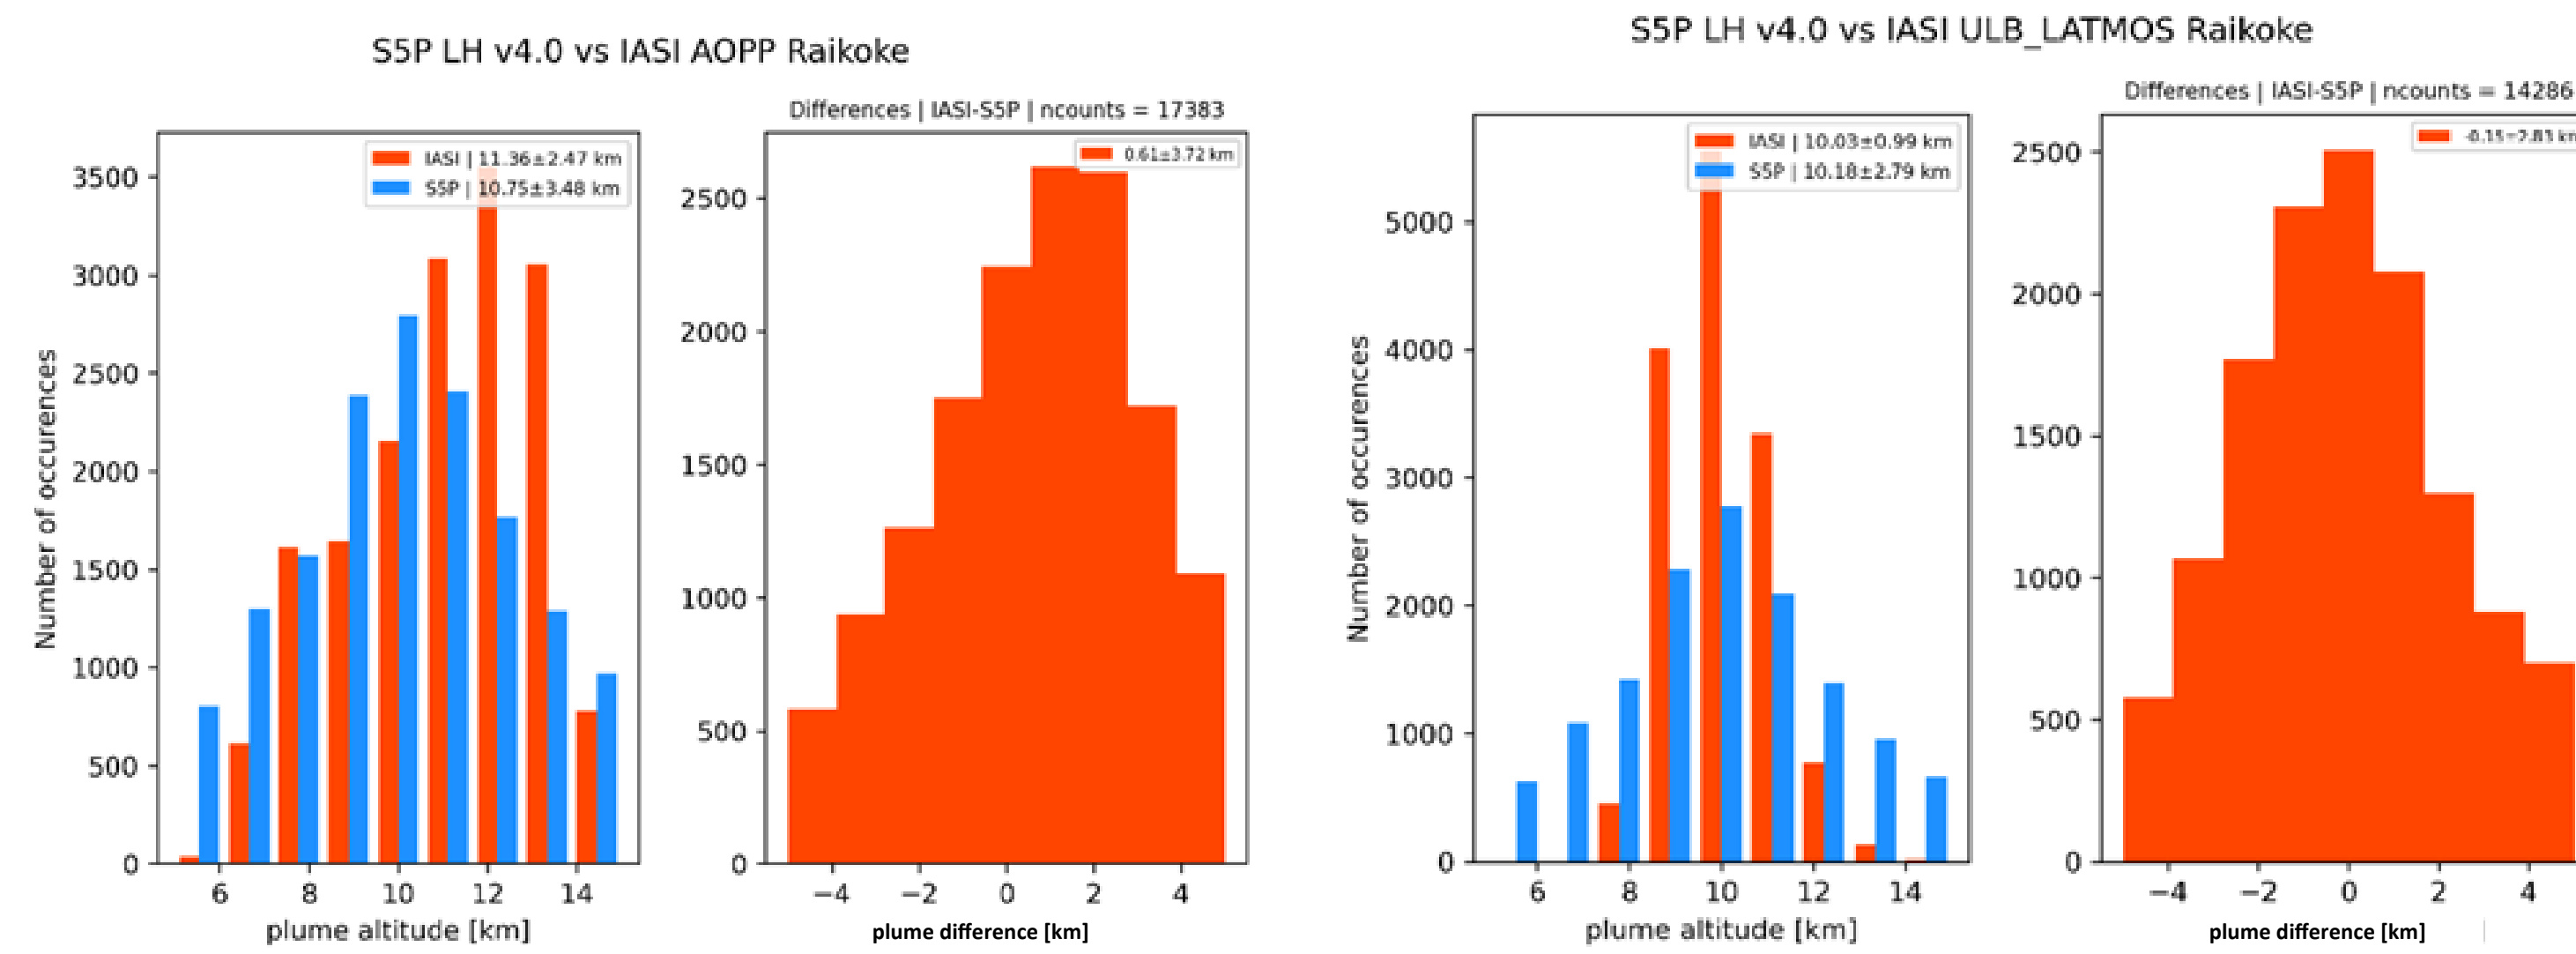 S5P LH v4.0 vs IASI AOPP Raikoke
Differences | IASI-S5P | ncounts = 17383
IASI | 11.36±2.47 km
S5P | 10.75±3.48 km
0.61±3.72 km
Number of occurences
3500
3000
2500
2000
1500
1000
500
0
6 8 10 12 14
plume altitude [km]
2500
2000
1500
1000
500
0
−4 −2 0 2 4
plume difference [km]
S5P LH v4.0 vs IASI ULB_LATMOS Raikoke
Differences | IASI-S5P | ncounts = 14286
IASI | 10.03±0.99 km
S5P | 10.18±2.79 km
-0.15±2.83 km
Number of occurences
5000
4000
3000
2000
1000
0
6 8 10 12 14
plume altitude [km]
2500
2000
1500
1000
500
0
−4 −2 0 2 4
plume difference [km]